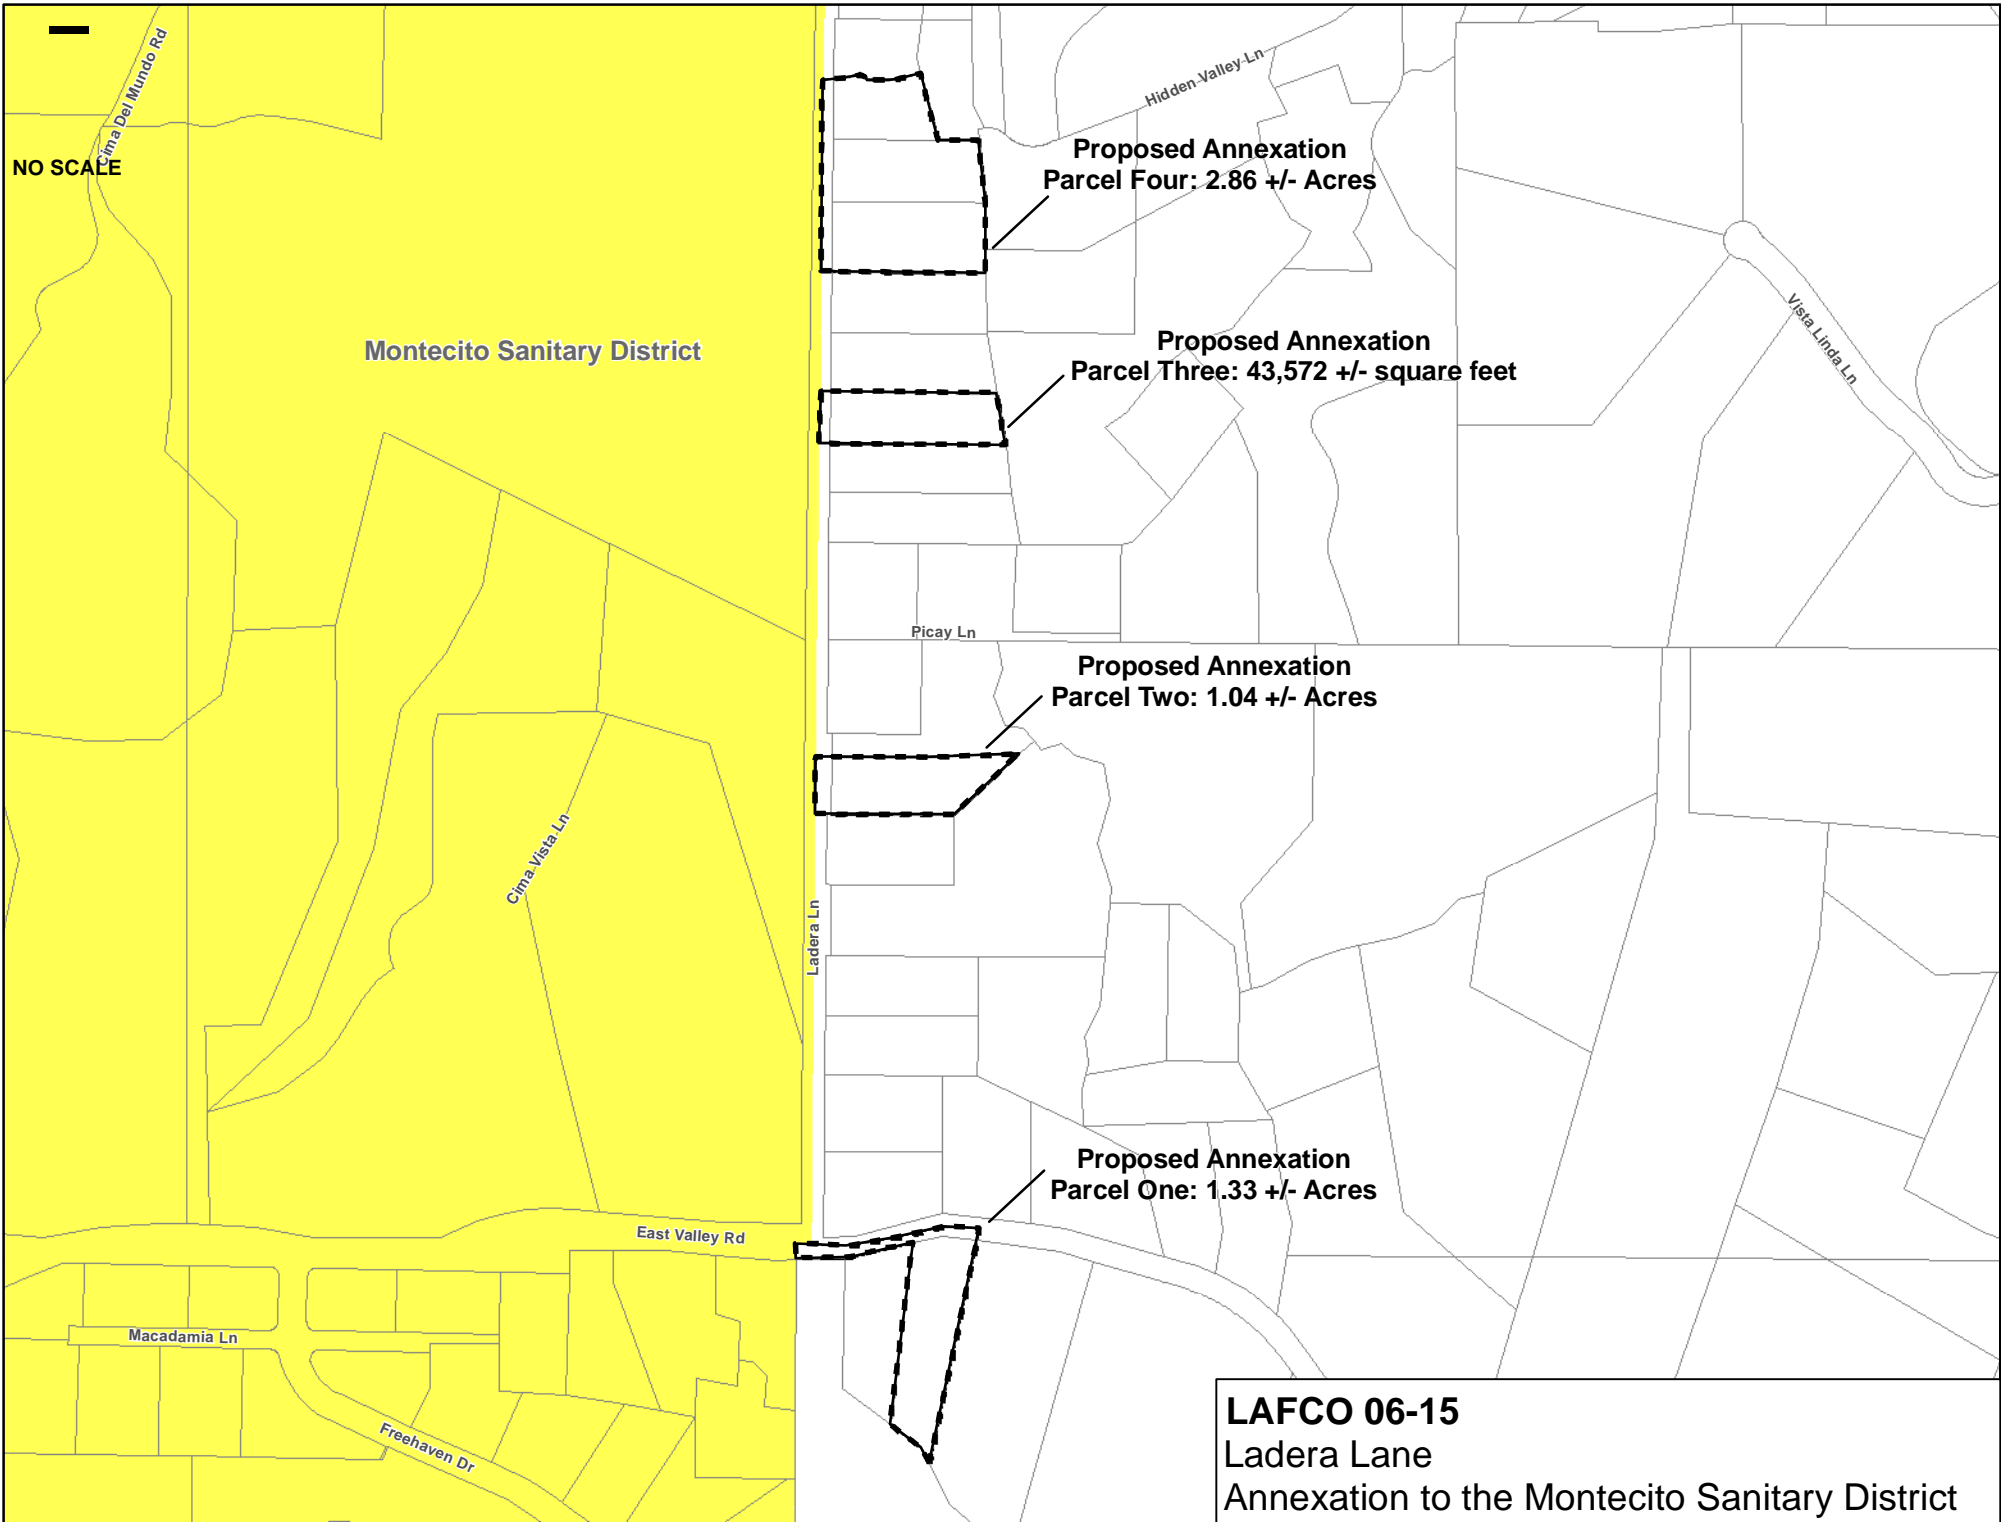 Cima Del Mundo Rd
NO SCALE
Hidden Valley Ln
Proposed Annexation
Parcel Four: 2.86 +/- Acres
Montecito Sanitary District
Proposed Annexation
Parcel Three: 43,572 +/- square feet
Vista Linda Ln
Picay Ln
Proposed Annexation
Parcel Two: 1.04 +/- Acres
Cima Vista Ln
Ladera Ln
Proposed Annexation
Parcel One: 1.33 +/- Acres
East Valley Rd
Macadamia Ln
Freehaven Dr
LAFCO 06-15
Ladera Lane
Annexation to the Montecito Sanitary District